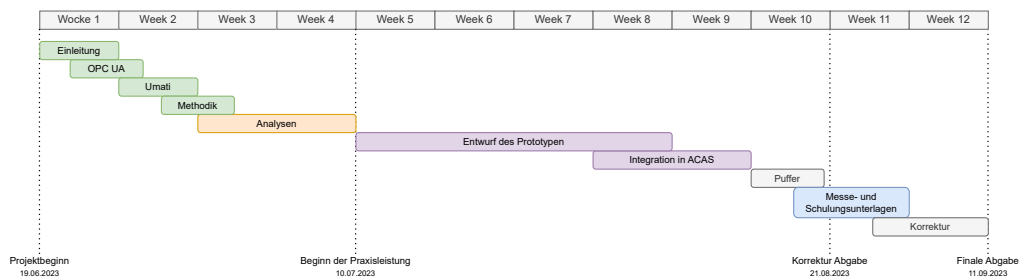 Wocke 1 Week 2 Week 3 Week 4 Week 5 Week 6 Week 7 Week 8 Week 9 Week 10 Week 11 Week 12
Einleitung
OPC UA
Umati
Methodik
Analysen
Entwurf des Prototypen
Integration in ACAS
Puffer
Messe- und
Schulungsunterlagen
Korrektur
Projektbeginn Beginn der Praxisleistung Korrektur Abgabe Finale Abgabe
19.06.2023 10.07.2023 21.08.2023 11.09.2023